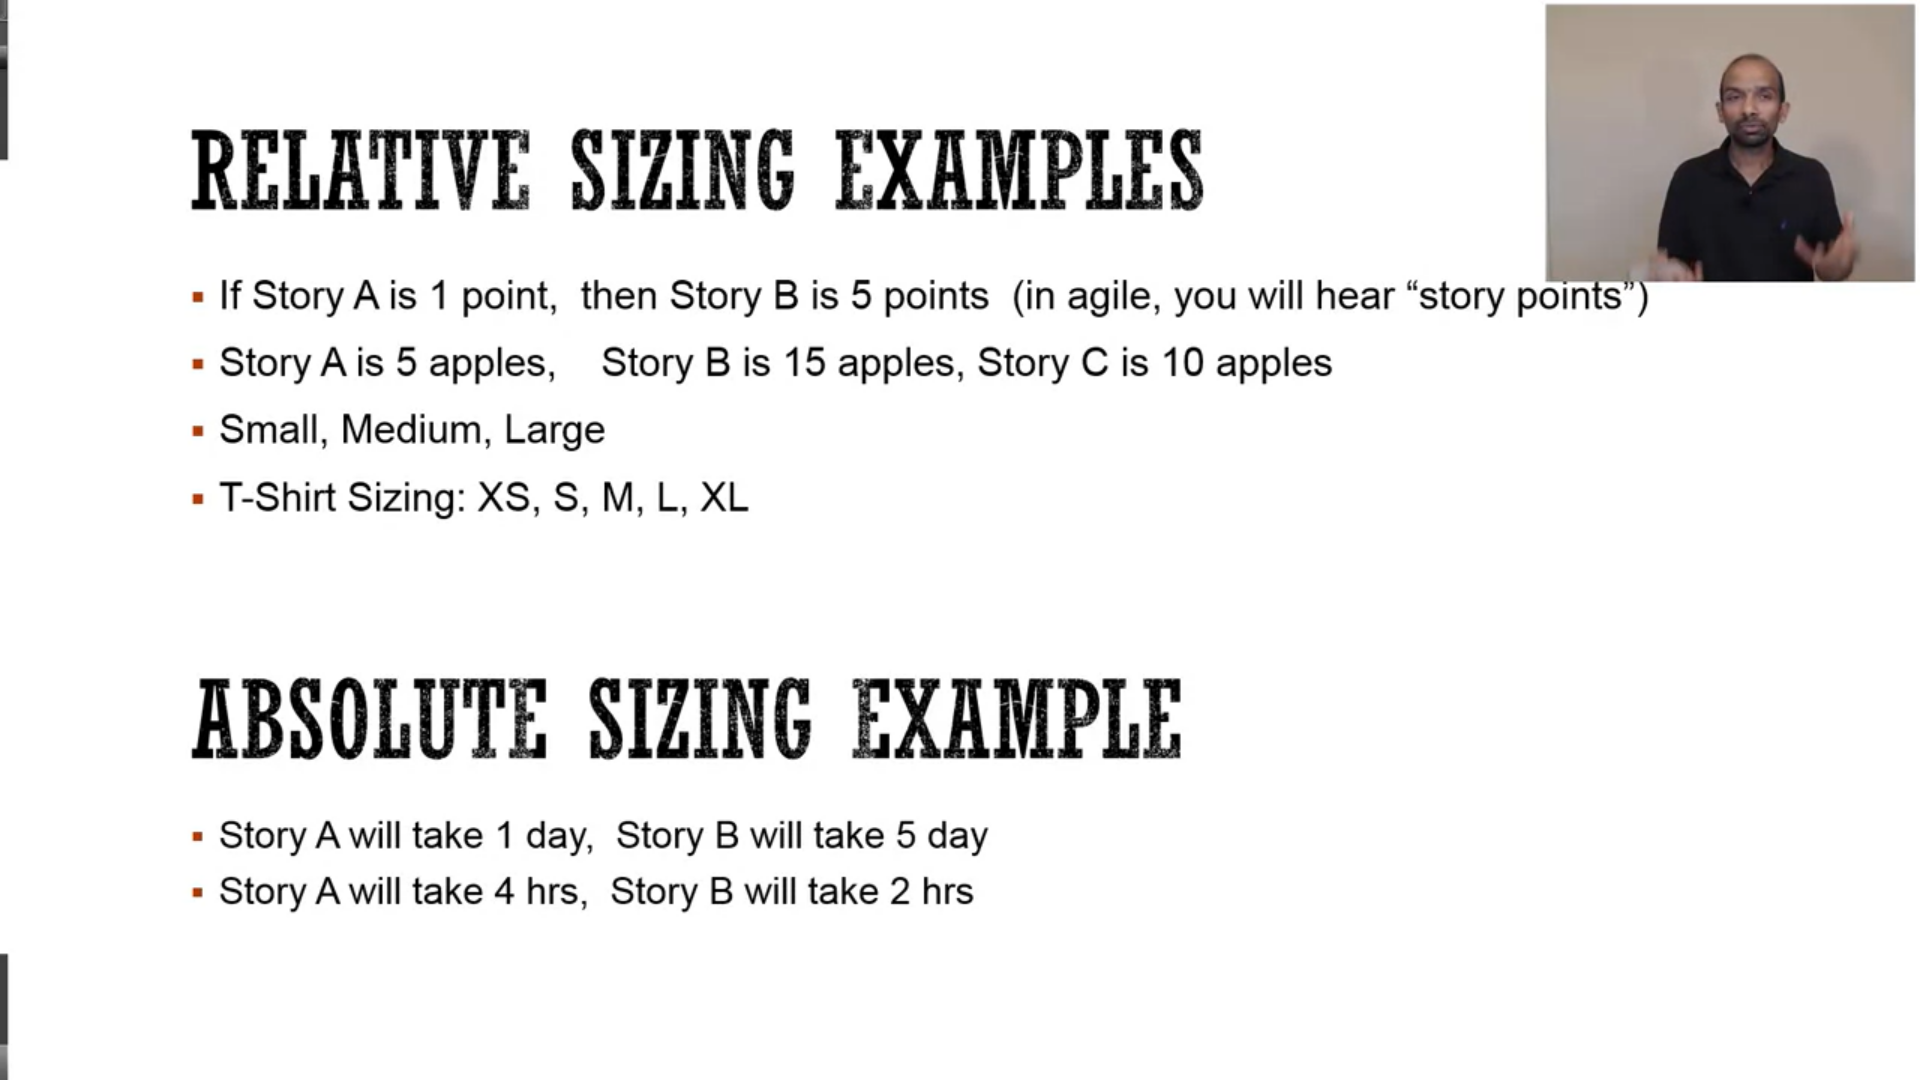 RELATIVE SIZING EXAMPLES
▪ If Story A is 1 point,  then Story B is 5 points  (in agile, you will hear “story points”)
▪ Story A is 5 apples,    Story B is 15 apples, Story C is 10 apples
▪ Small, Medium, Large
▪ T-Shirt Sizing: XS, S, M, L, XL
ABSOLUTE SIZING EXAMPLE
▪ Story A will take 1 day,  Story B will take 5 day
▪ Story A will take 4 hrs,  Story B will take 2 hrs